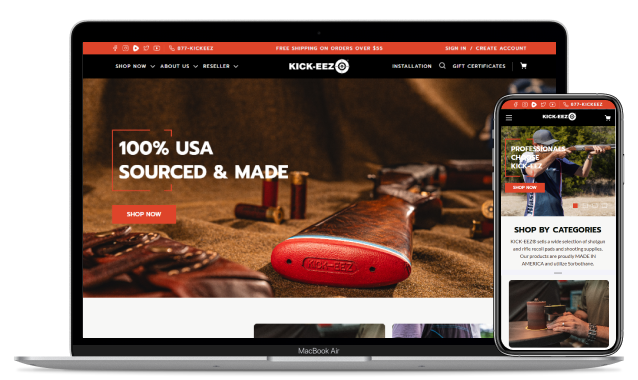 877-KICKEEZ
FREE SHIPPING ON ORDERS OVER $55
SIGN IN / CREATE ACCOUNT
SHOP NOW
ABOUT US
RESELLER
KICK-EEZ
INSTALLATION
GIFT CERTIFICATES
100% USA
SOURCED & MADE
SHOP NOW
KICK-EEZ
MacBook Air
877-KICKEEZ
KICK-EEZ
PROFESSIONALS
CHOOSE
KICK-EEZ
SHOP NOW
SHOP BY CATEGORIES
KICK-EEZ® sells a wide selection of shotgun
and rifle recoil pads and shooting supplies.
Our products are proudly MADE IN
AMERICA and utilize Sorbothane.